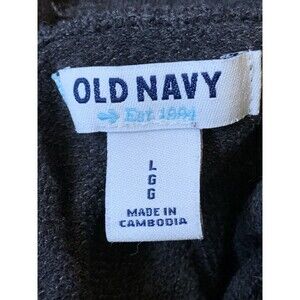 OLD NAVY
Est 1994
L
G
G
MADE IN
CAMBODIA